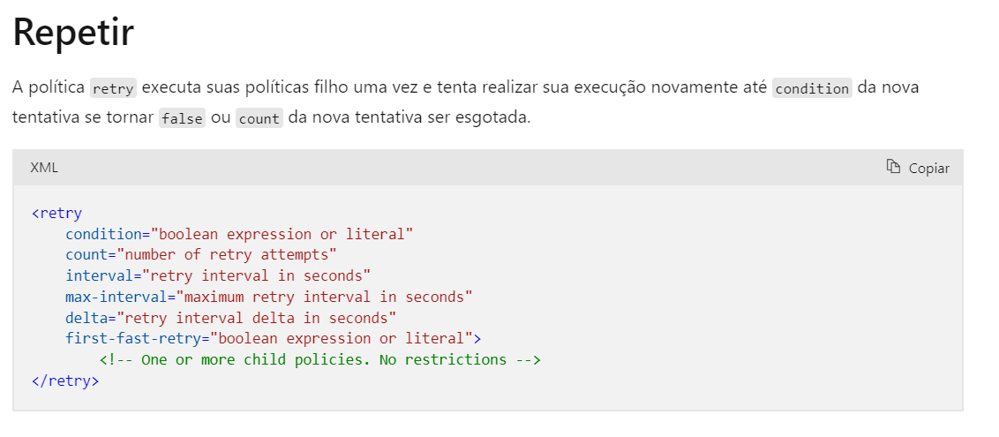 Repetir
A política retry executa suas políticas filho uma vez e tenta realizar sua execução novamente até condition da nova
tentativa se tornar false ou count da nova tentativa ser esgotada.
XML
Copiar
<retry
    condition="boolean expression or literal"
    count="number of retry attempts"
    interval="retry interval in seconds"
    max-interval="maximum retry interval in seconds"
    delta="retry interval delta in seconds"
    first-fast-retry="boolean expression or literal">
        <!-- One or more child policies. No restrictions -->
</retry>